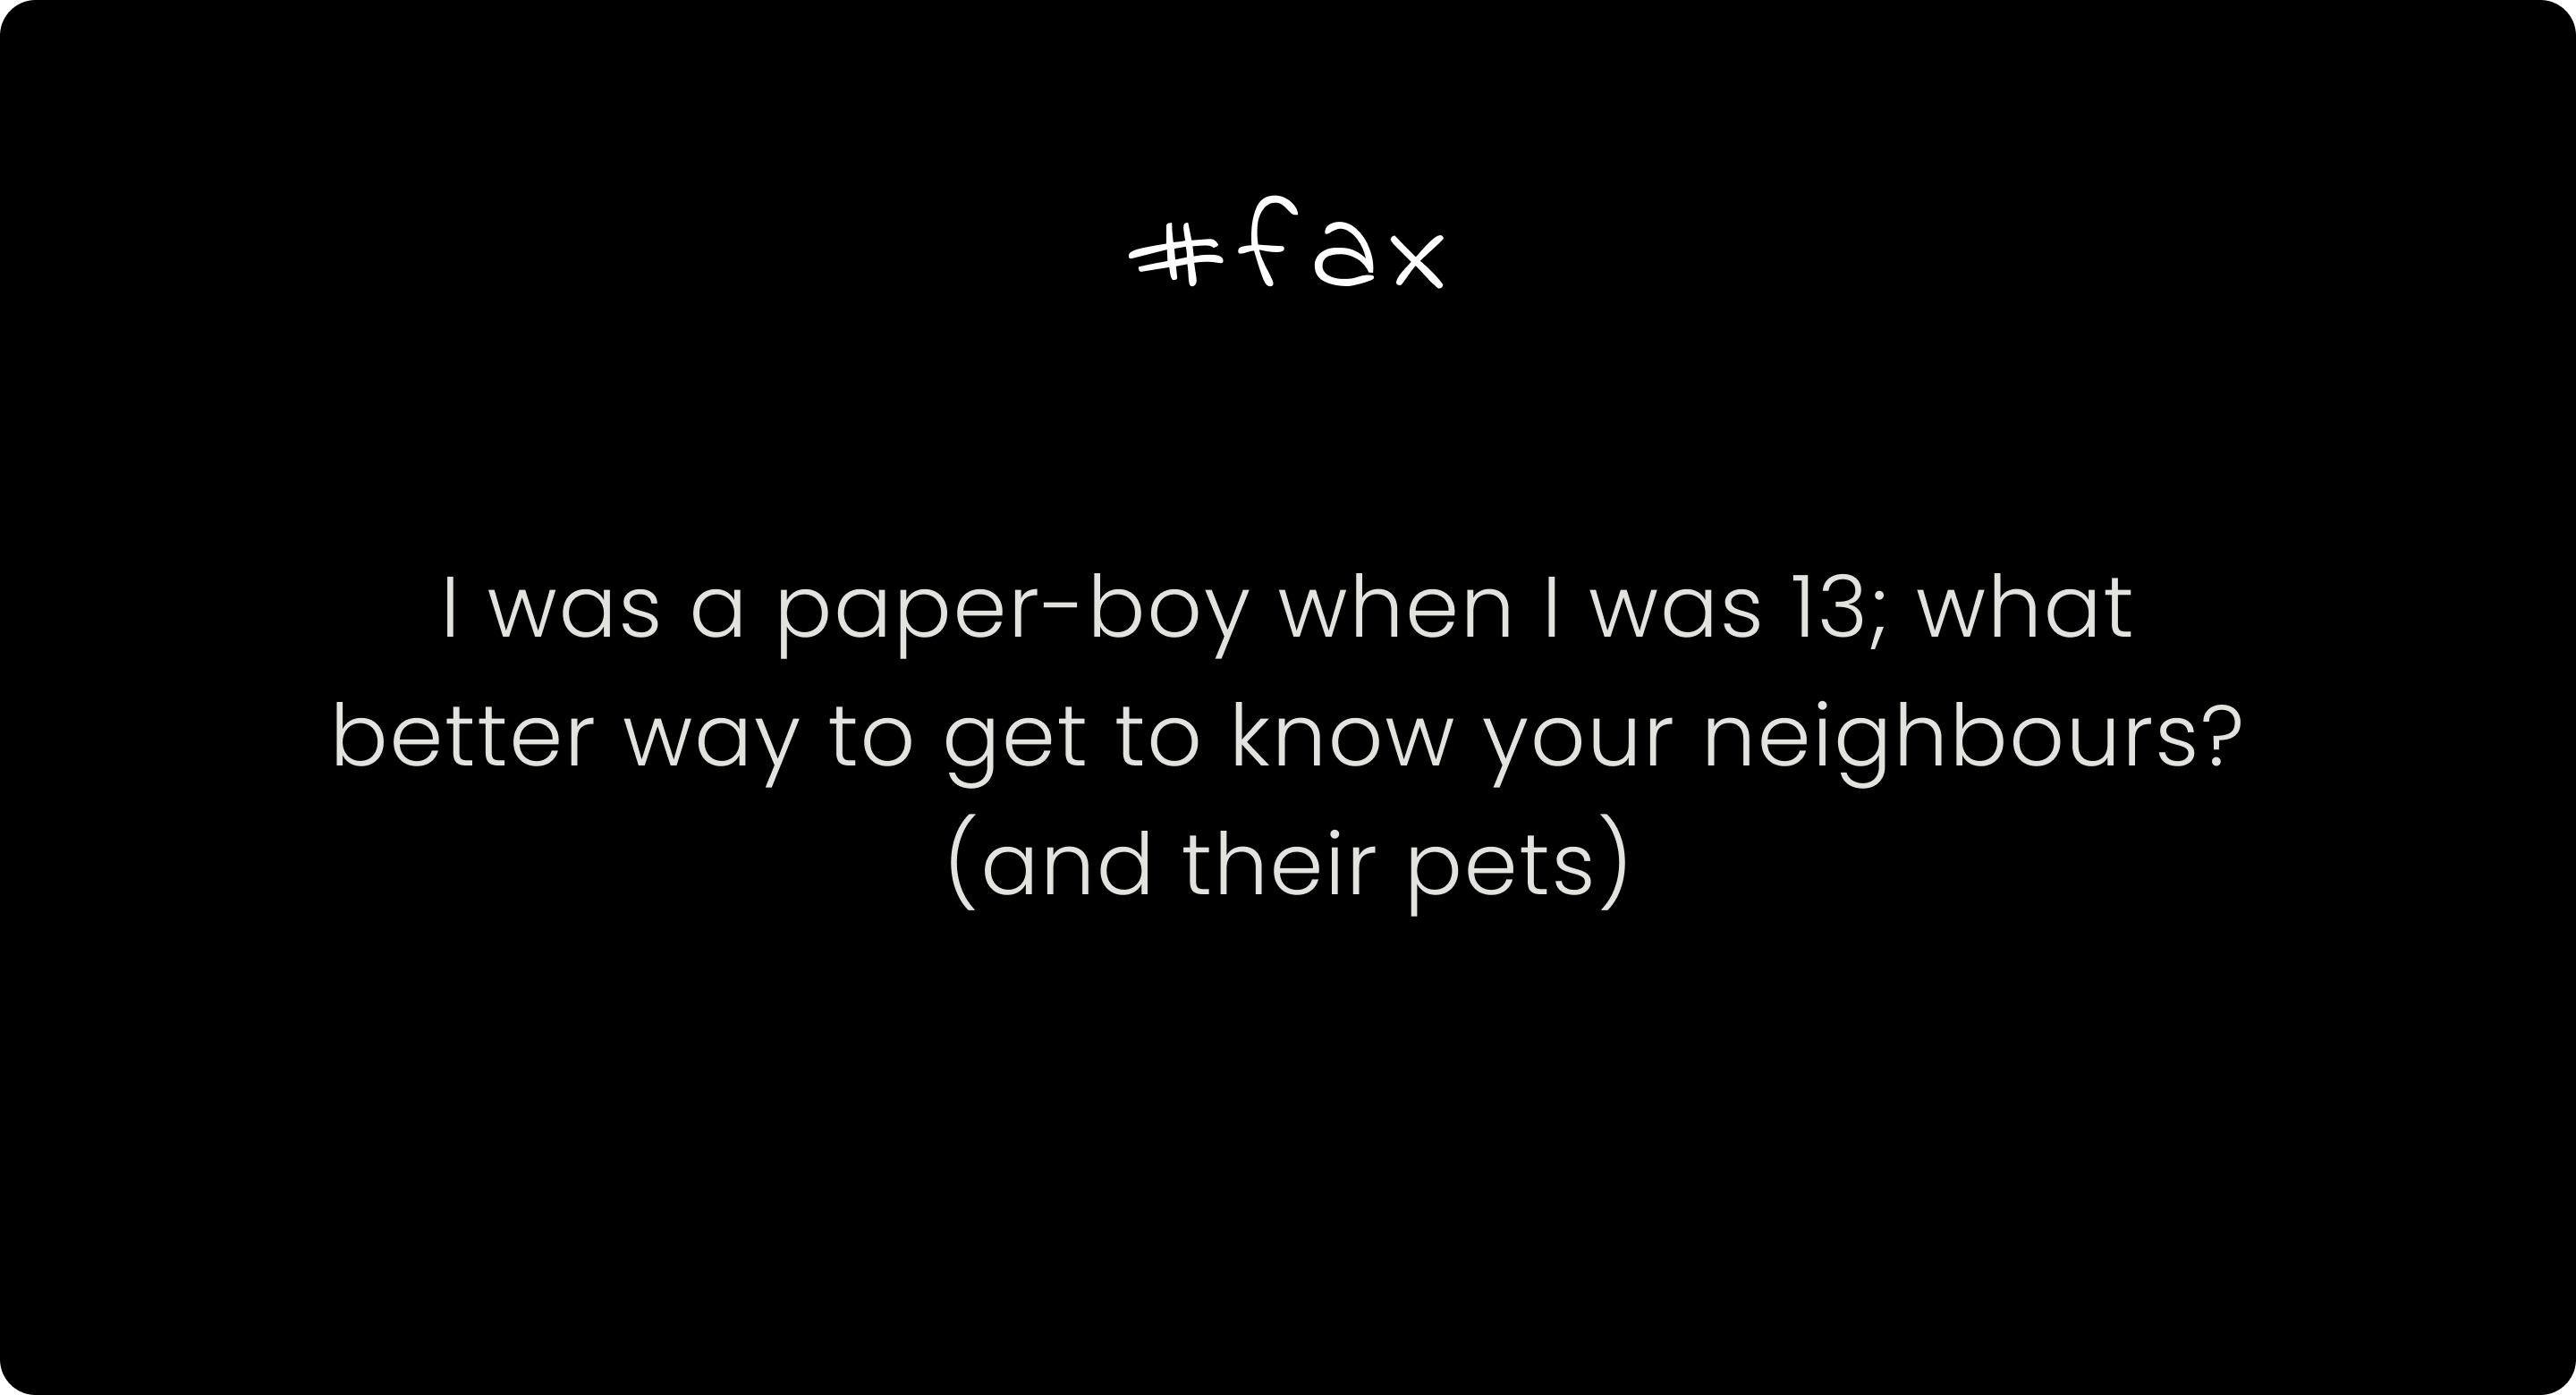 #fax
I was a paper-boy when I was 13; what
better way to get to know your neighbours?
(and their pets)